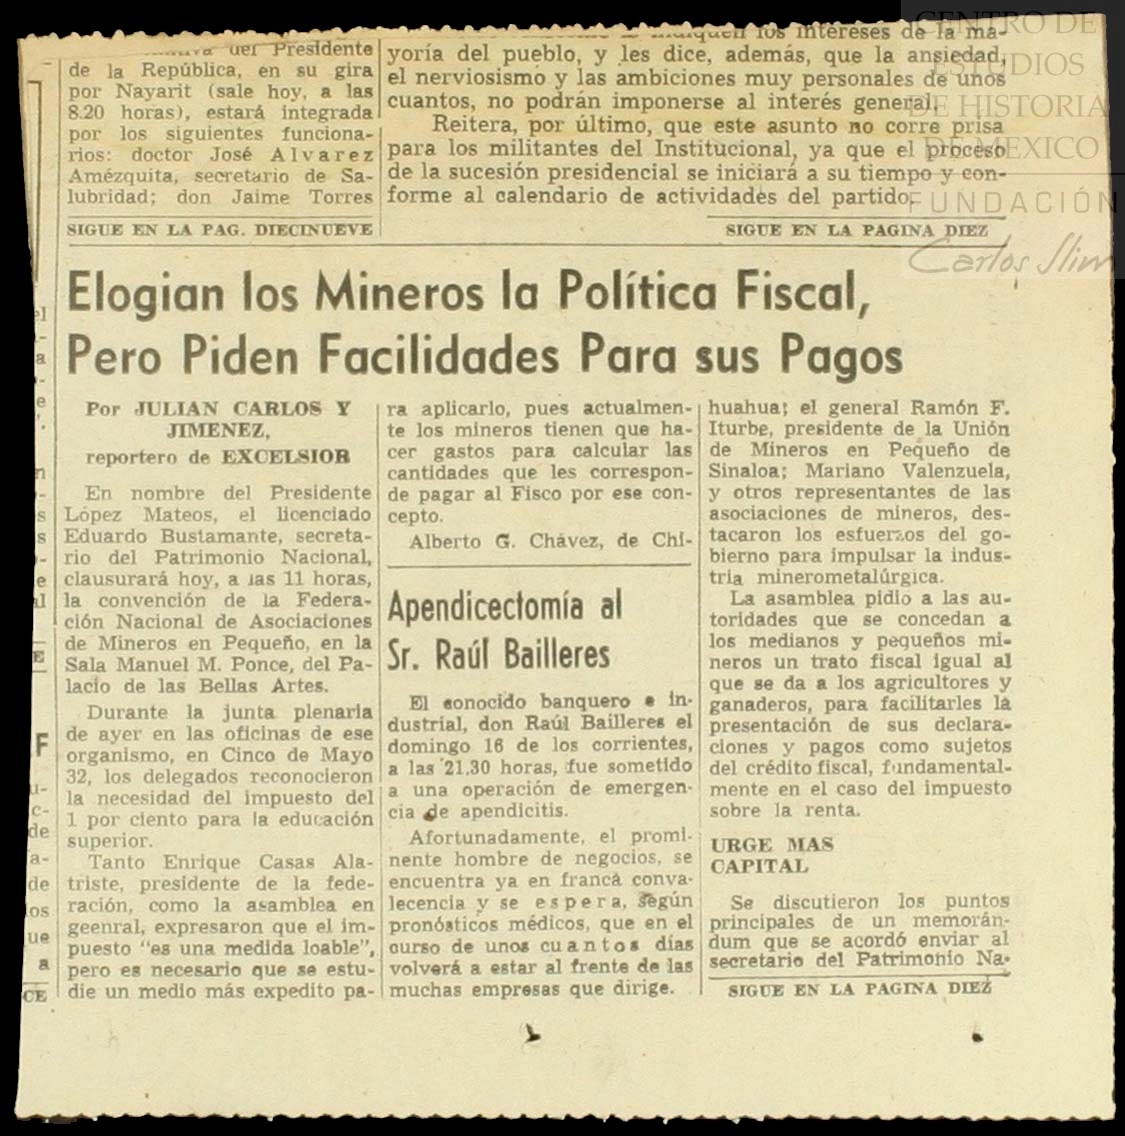 del Presidente
de la República, en su gira
por Nayarit (sale hoy, a las
8.20 horas), estará integrada
por los siguientes funciona-
rios: doctor José Alvarez
Amézquita, secretario de Sa-
lubridad; don Jaime Torres
SIGUE EN LA PAG. DIECINUEVE
indiquen los intereses de la ma-
yoría del pueblo, y les dice, además, que la ansiedad,
el nerviosismo y las ambiciones muy personales de unos
cuantos, no podrán imponerse al interés general.
Reitera, por último, que este asunto no corre prisa
para los militantes del Institucional, ya que el proceso
de la sucesión presidencial se iniciará a su tiempo y con-
forme al calendario de actividades del partido.
SIGUE EN LA PAGINA DIEZ
CENTRO DE
ESTUDIOS
DE HISTORIA
DE MEXICO
FUNDACIÓN
Carlos Slim
Elogian los Mineros la Política Fiscal,
Pero Piden Facilidades Para sus Pagos
Por JULIAN CARLOS Y
JIMENEZ,
reportero de EXCELSIOR
En nombre del Presidente
López Mateos, el licenciado
Eduardo Bustamante, secreta-
rio del Patrimonio Nacional,
clausurará hoy, a las 11 horas,
la convención de la Federa-
ción Nacional de Asociaciones
de Mineros en Pequeño, en la
Sala Manuel M. Ponce, del Pa-
lacio de las Bellas Artes.
Durante la junta plenaria
de ayer en las oficinas de ese
organismo, en Cinco de Mayo
32, los delegados reconocieron
la necesidad del impuesto del
1 por ciento para la educación
superior.
Tanto Enrique Casas Ala-
triste, presidente de la fede-
ración, como la asamblea en
geenral, expresaron que el im-
puesto "es una medida loable",
pero es necesario que se estu-
die un medio más expedito pa-
ra aplicarlo, pues actualmen-
te los mineros tienen que ha-
cer gastos para calcular las
cantidades que les correspon-
de pagar al Fisco por ese con-
cepto.
Alberto G. Chávez, de Chi-
huahua; el general Ramón F.
Iturbe, presidente de la Unión
de Mineros en Pequeño de
Sinaloa; Mariano Valenzuela,
y otros representantes de las
asociaciones de mineros, des-
tacaron los esfuerzos del go-
bierno para impulsar la indus-
tria minerometalúrgica.
La asamblea pidió a las au-
toridades que se concedan a
los medianos y pequeños mi-
neros un trato fiscal igual al
que se da a los agricultores y
ganaderos, para facilitarles la
presentación de sus declara-
ciones y pagos como sujetos
del crédito fiscal, fundamental-
mente en el caso del impuesto
sobre la renta.
URGE MAS
CAPITAL
Se discutieron los puntos
principales de un memorán-
dum que se acordó enviar al
secretario del Patrimonio Na-
SIGUE EN LA PAGINA DIEZ
Apendicectomía al
Sr. Raúl Bailleres
El conocido banquero e in-
dustrial, don Raúl Bailleres el
domingo 16 de los corrientes,
a las 21,30 horas, fue sometido
a una operación de emergen-
cia de apendicitis.
Afortunadamente, el promi-
nente hombre de negocios, se
encuentra ya en franca conva-
lecencia y se espera, según
pronósticos médicos, que en el
curso de unos cuantos días
volverá a estar al frente de las
muchas empresas que dirige.